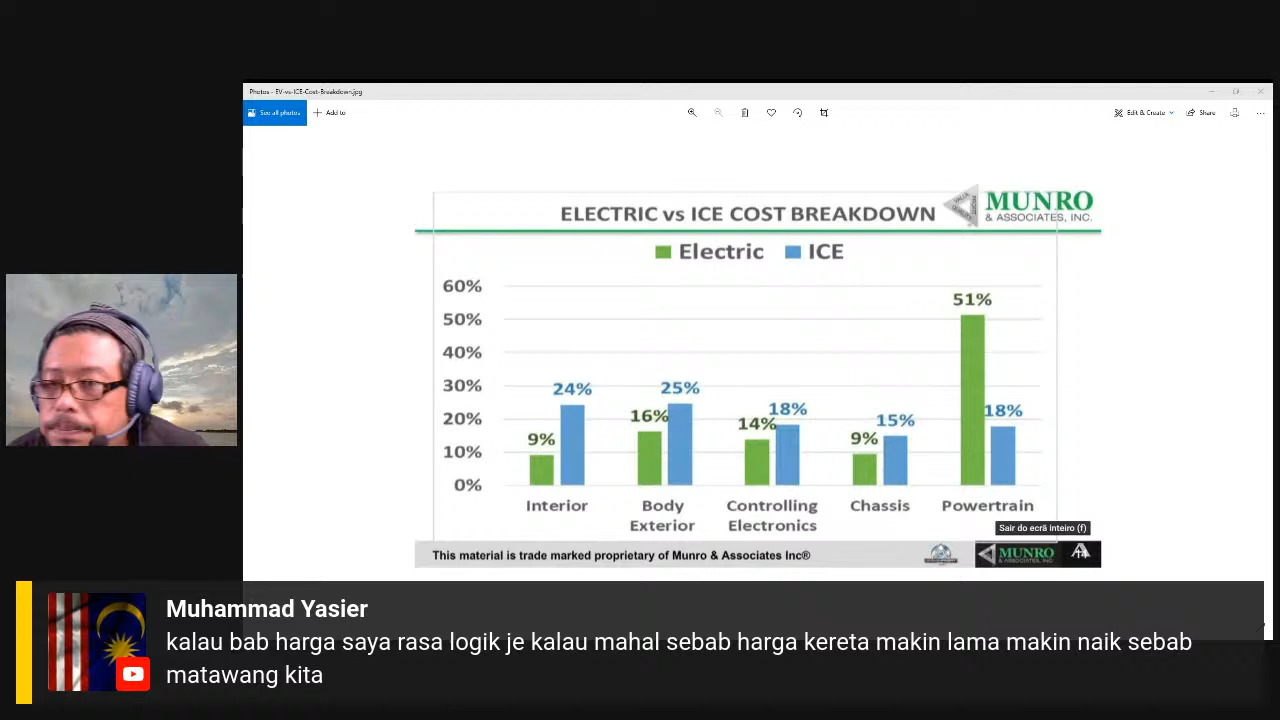 Photos - EV-vs-ICE-Cost-Breakdown.jpg
See all photos
Add to
Edit & Create
Share
ELECTRIC vs ICE COST BREAKDOWN
MUNRO
& ASSOCIATES, INC.
Electric
ICE
60%
50%
40%
30%
20%
10%
0%
9%
24%
16%
25%
14%
18%
9%
15%
51%
18%
Interior
Body
Exterior
Controlling
Electronics
Chassis
Powertrain
Sair do ecrã inteiro (f)
This material is trade marked proprietary of Munro & Associates Inc®
MUNRO
Muhammad Yasier
kalau bab harga saya rasa logik je kalau mahal sebab harga kereta makin lama makin naik sebab
matawang kita